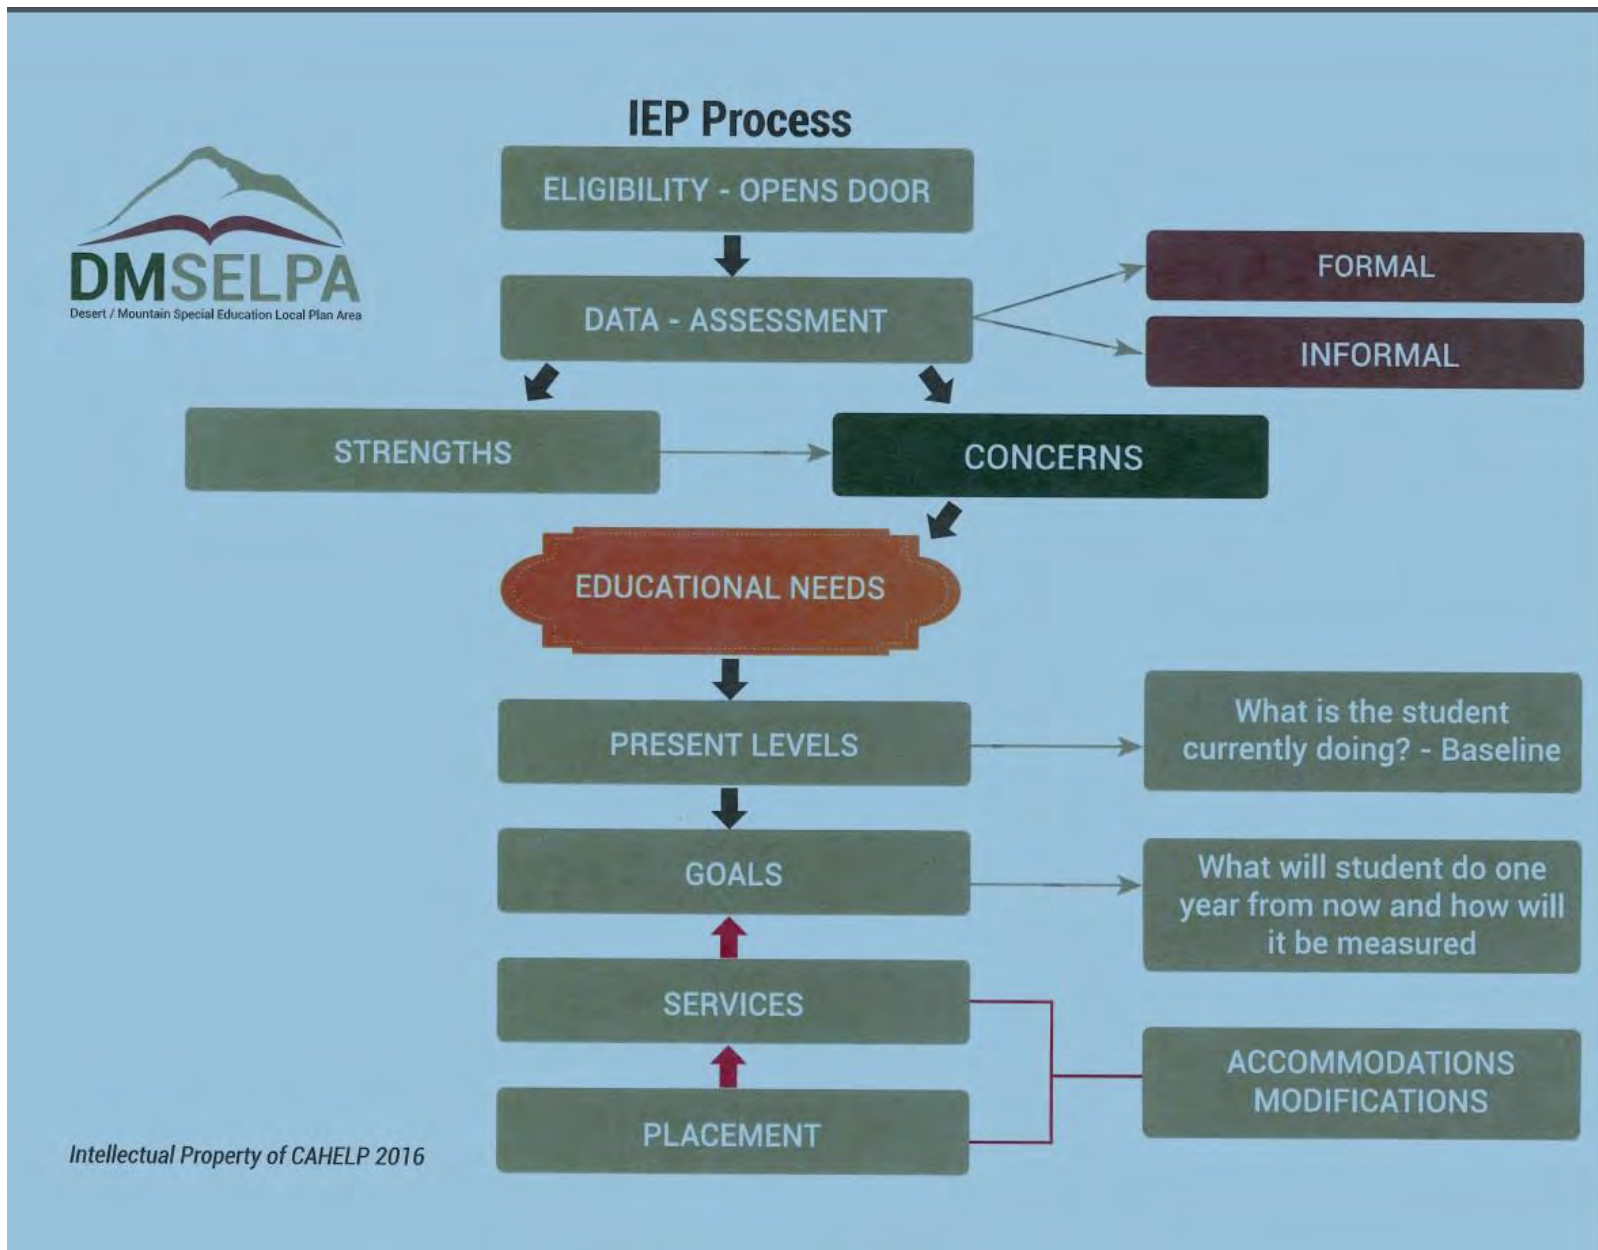 IEP Process
DMSELPA
Desert / Mountain Special Education Local Plan Area
ELIGIBILITY - OPENS DOOR
DATA - ASSESSMENT
FORMAL
INFORMAL
STRENGTHS
CONCERNS
EDUCATIONAL NEEDS
PRESENT LEVELS
What is the student
currently doing? - Baseline
GOALS
What will student do one
year from now and how will
it be measured
SERVICES
ACCOMMODATIONS
MODIFICATIONS
PLACEMENT
Intellectual Property of CAHELP 2016